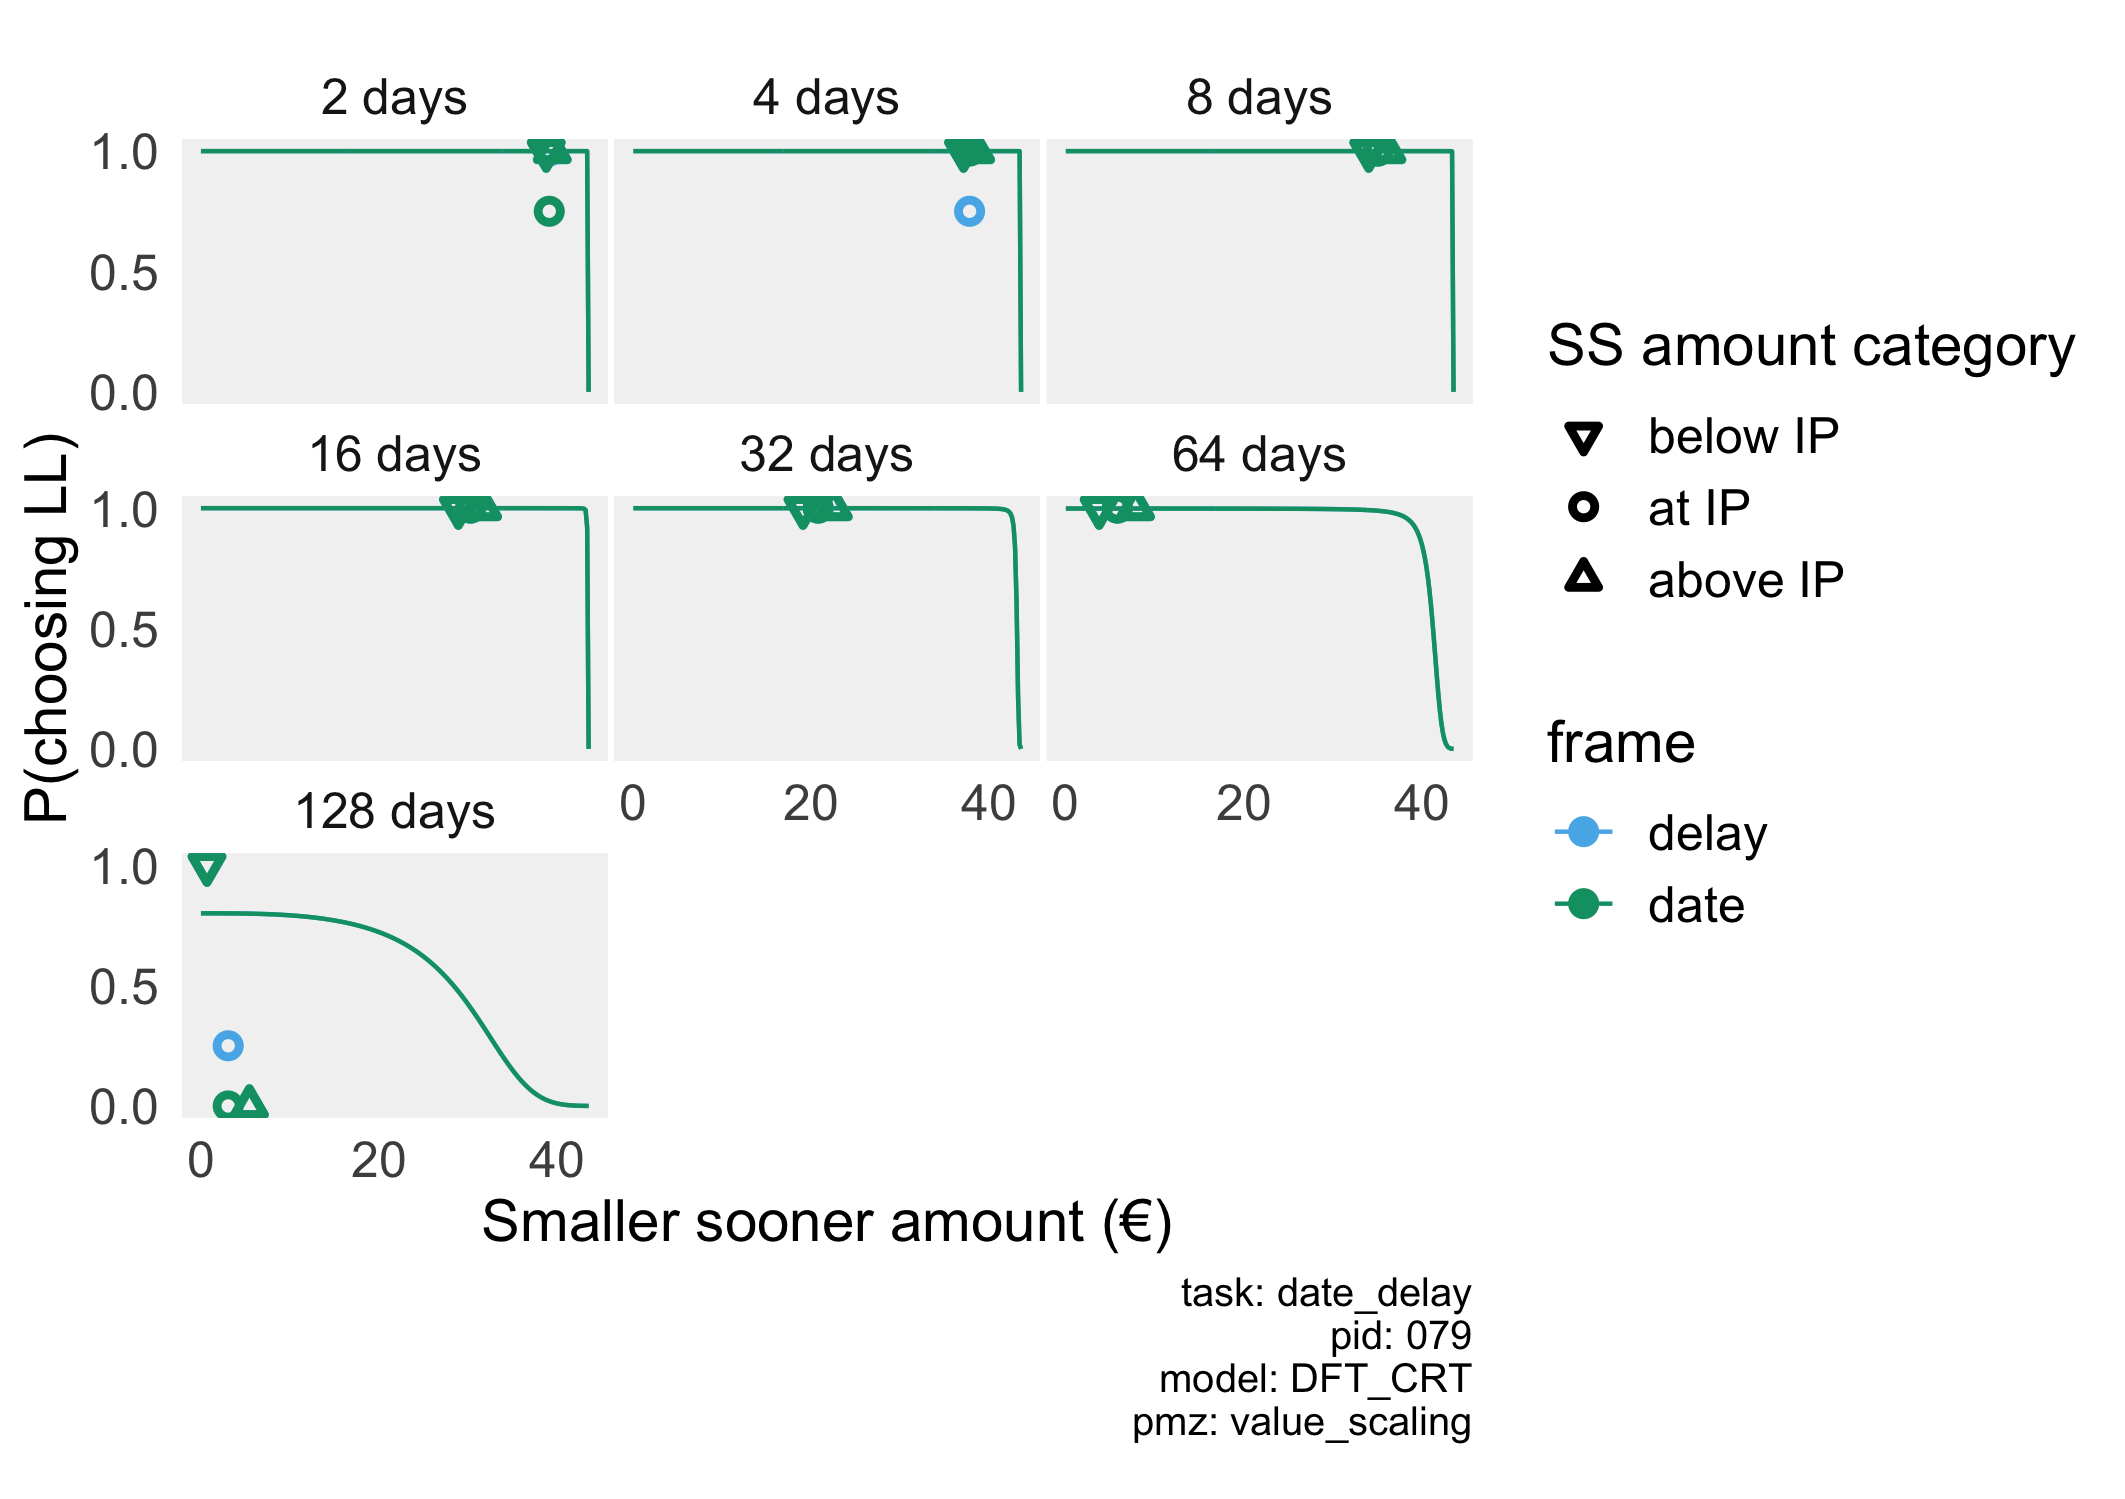 2 days
4 days
8 days
1.0
0.5
0.0
16 days
32 days
64 days
1.0
0.5
0.0
0 20 40
0 20 40
128 days
1.0
0.5
0.0
0 20 40
P(choosing LL)
Smaller sooner amount (€)
SS amount category
below IP
at IP
above IP
frame
delay
date
task: date_delay
pid: 079
model: DFT_CRT
pmz: value_scaling